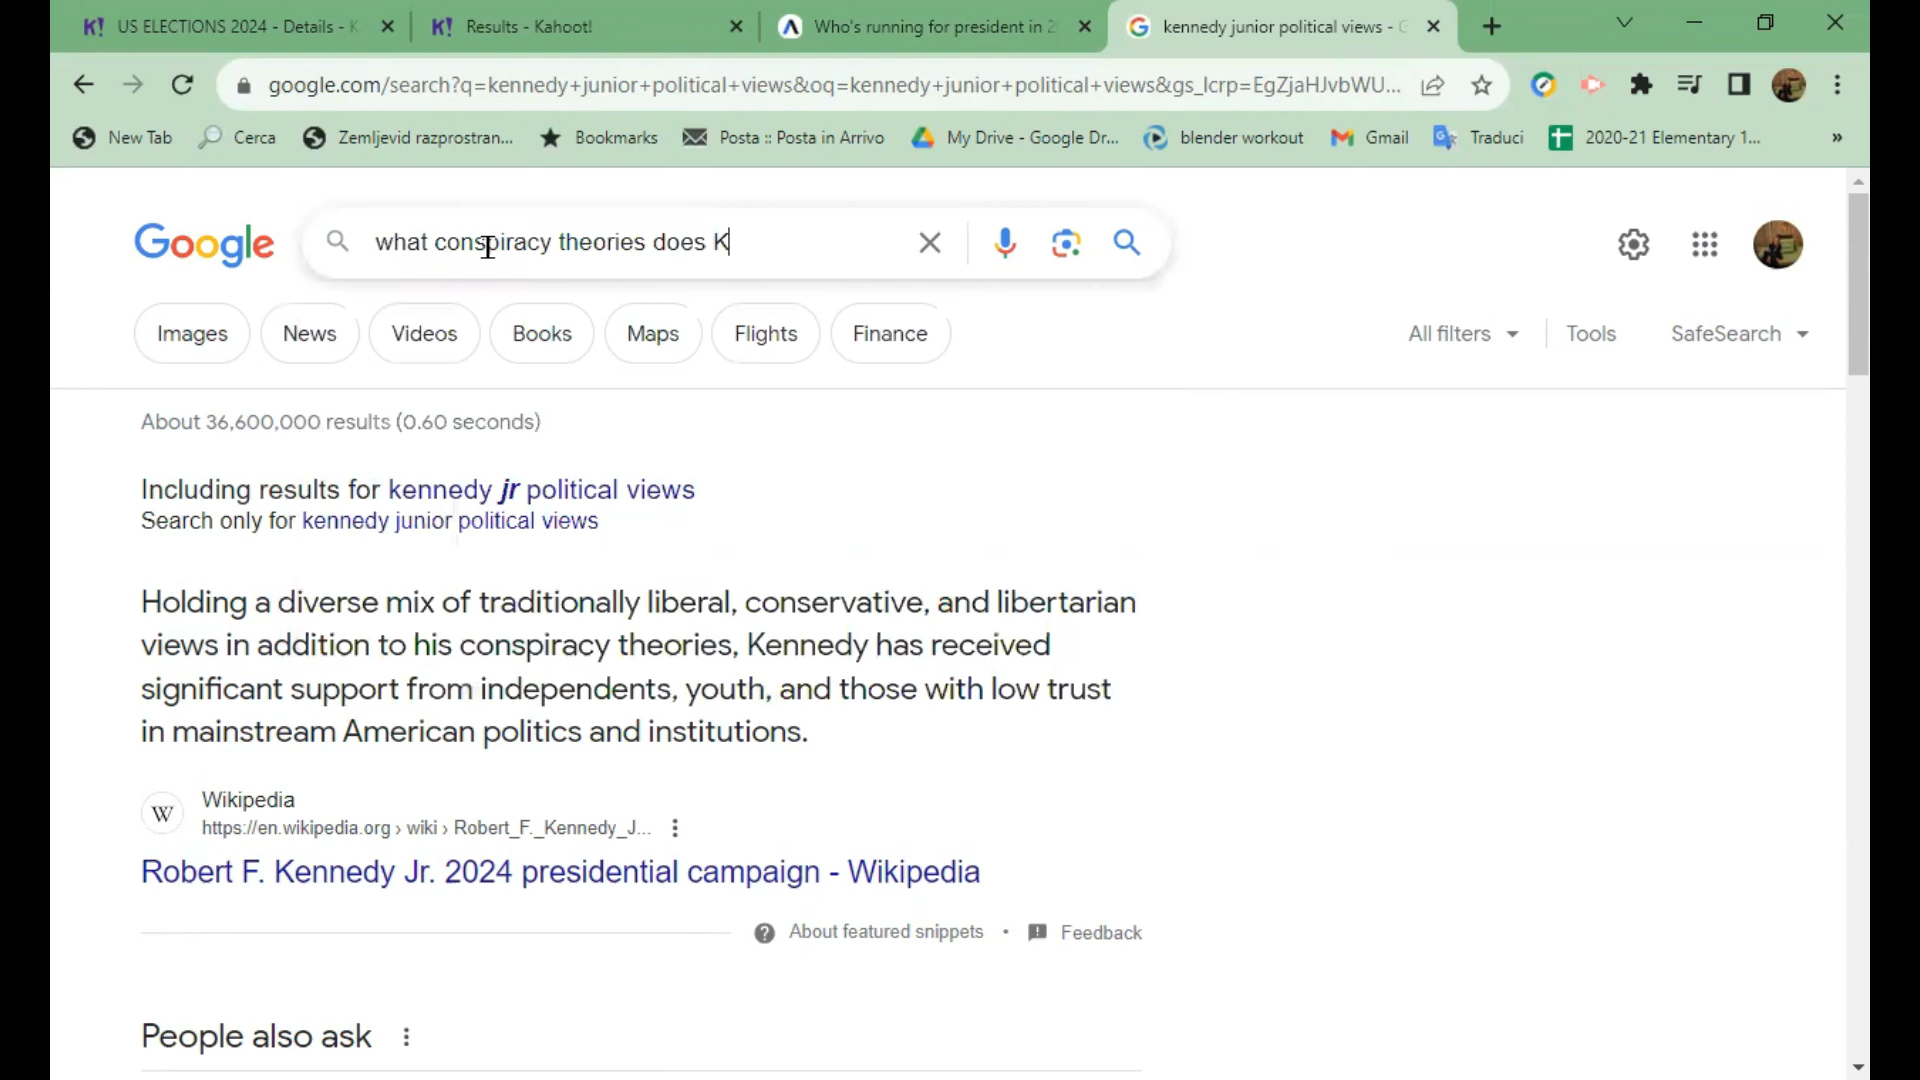 US ELECTIONS 2024 - Details - K
Results - Kahoot!
Who's running for president in 2
kennedy junior political views - G
google.com/search?q=kennedy+junior+political+views&oq=kennedy+junior+political+views&gs_lcrp=EgZjaHJvbWU...
New Tab
Cerca
Zemljevid razprostran...
Bookmarks
Posta :: Posta in Arrivo
My Drive - Google Dr...
blender workout
Gmail
Traduci
2020-21 Elementary 1...
»
Google
what conspiracy theories does K
Images
News
Videos
Books
Maps
Flights
Finance
All filters
Tools
SafeSearch
About 36,600,000 results (0.60 seconds)
Including results for kennedy jr political views
Search only for kennedy junior political views
Holding a diverse mix of traditionally liberal, conservative, and libertarian
views in addition to his conspiracy theories, Kennedy has received
significant support from independents, youth, and those with low trust
in mainstream American politics and institutions.
W
Wikipedia
https://en.wikipedia.org › wiki › Robert_F._Kennedy_J...
Robert F. Kennedy Jr. 2024 presidential campaign - Wikipedia
About featured snippets • Feedback
People also ask